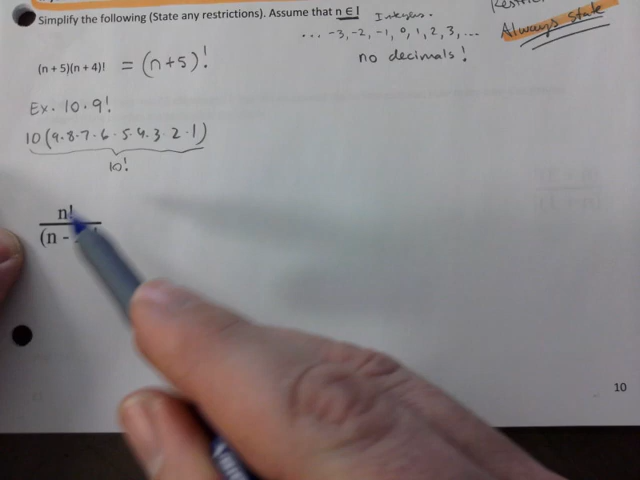 Simplify the following (State any restrictions). Assume that n ∈ I
Integers.
... -3, -2, -1, 0, 1, 2, 3, ...
no decimals!
Always state
(n + 5)(n + 4)! = (n+5)!
Ex. 10 · 9!
10 (9·8·7·6·5·4·3·2·1)
10!
n!
(n -
10